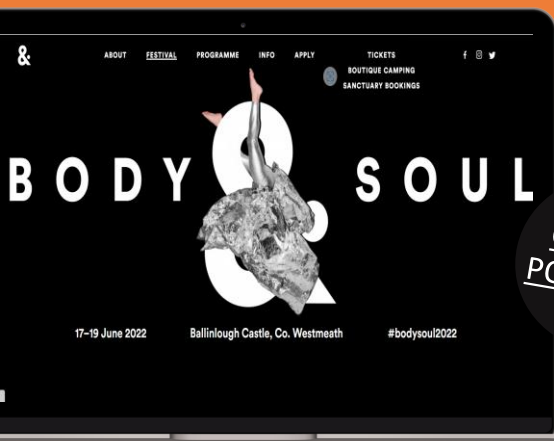 &
ABOUT FESTIVAL PROGRAMME INFO APPLY TICKETS
BOUTIQUE CAMPING
SANCTUARY BOOKINGS
BODY & SOUL
17–19 June 2022 Ballinlough Castle, Co. Westmeath #bodysoul2022